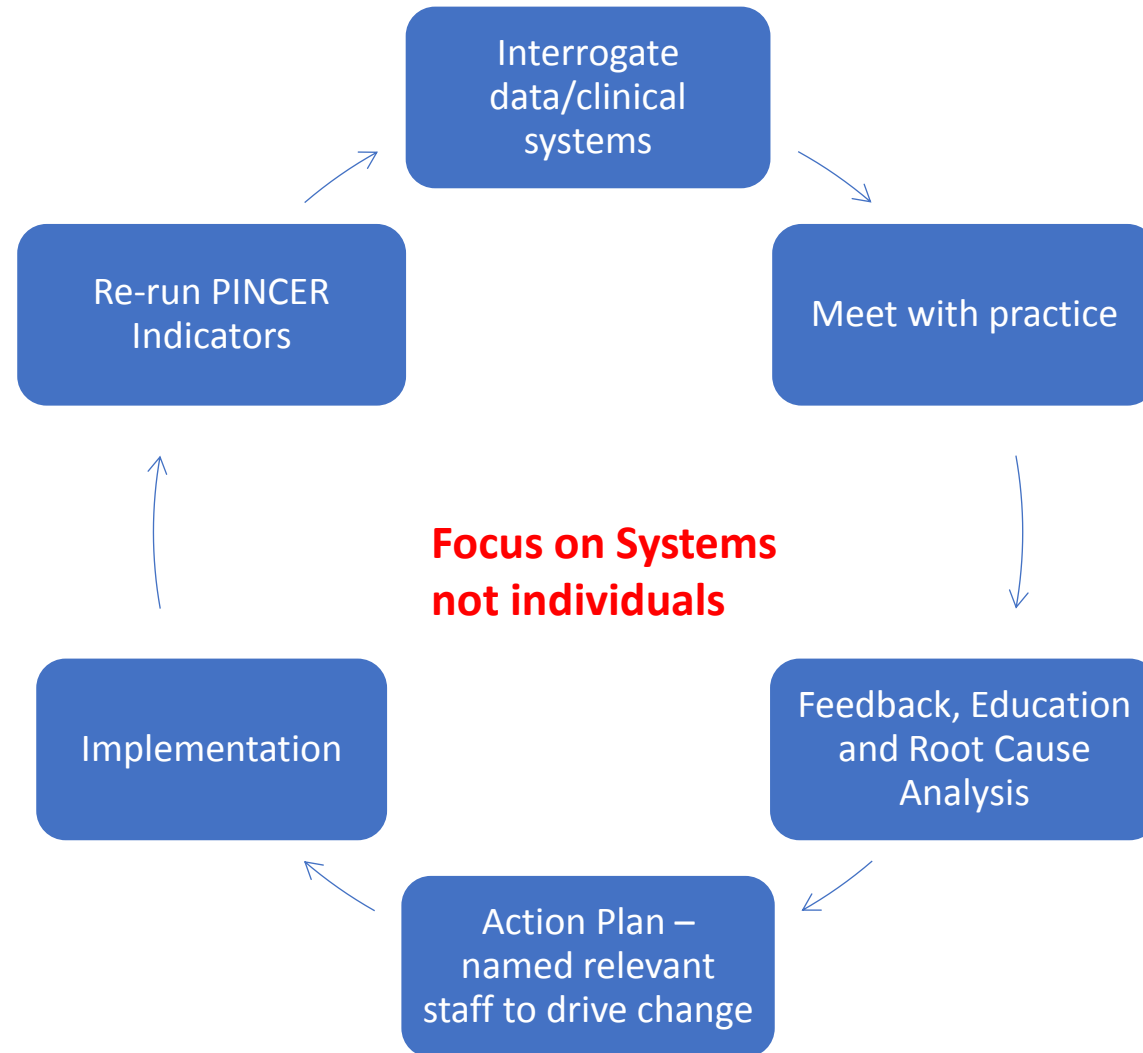 Interrogate
data/clinical
systems
Meet with practice
Feedback, Education
and Root Cause
Analysis
Action Plan –
named relevant
staff to drive change
Implementation
Re-run PINCER
Indicators
Focus on Systems
not individuals